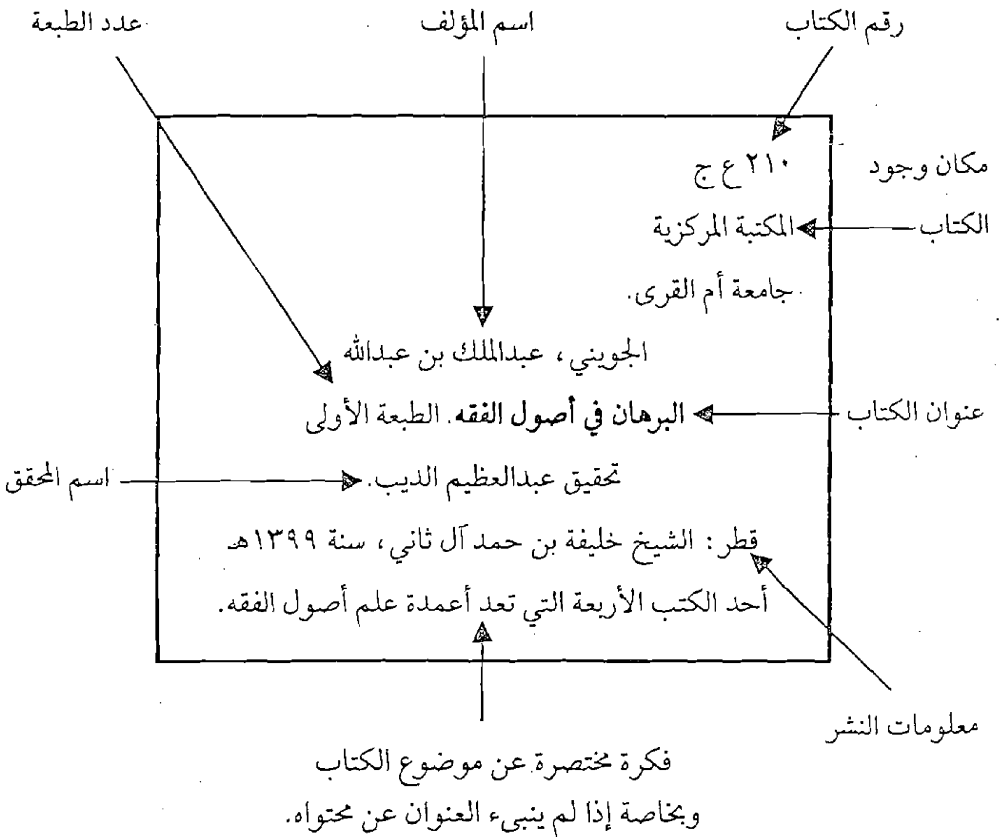 رقم الكتاب
اسم المؤلف
عدد الطبعة
٢١٠ ع ج
مكان وجود
الكتاب
المكتبة المركزية
جامعة أم القرى.
الجويني، عبدالملك بن عبدالله
عنوان الكتاب
البرهان في أصول الفقه. الطبعة الأولى
تحقيق عبدالعظيم الديب.
اسم المحقق
قطر: الشيخ خليفة بن حمد آل ثاني، سنة ١٣٩٩هـ
أحد الكتب الأربعة التي تعد أعمدة علم أصول الفقه.
معلومات النشر
فكرة مختصرة عن موضوع الكتاب
وبخاصة إذا لم ينبىء العنوان عن محتواه.